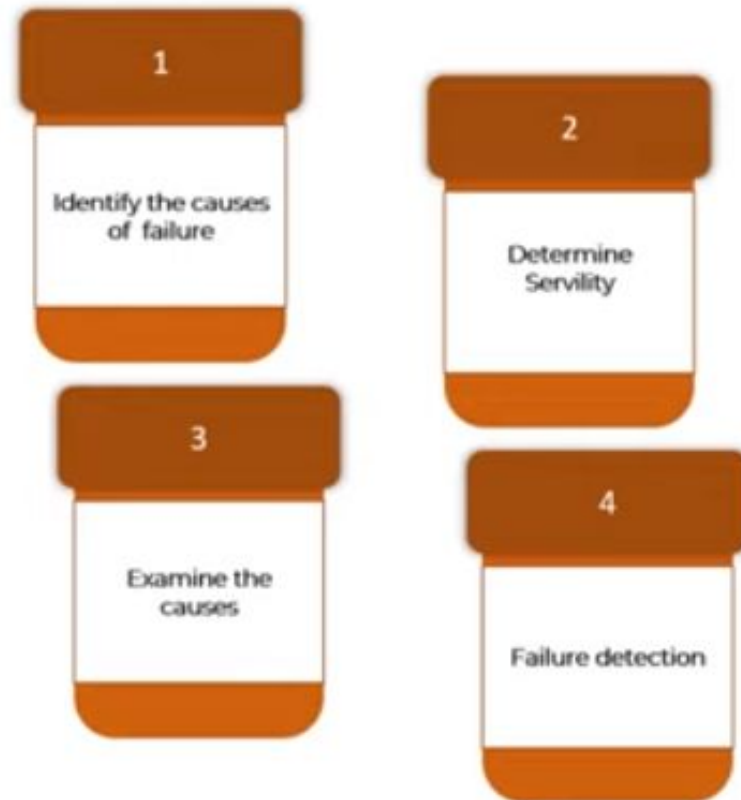 1
Identify the causes
of failure
2
Determine
Servility
3
Examine the
causes
4
Failure detection